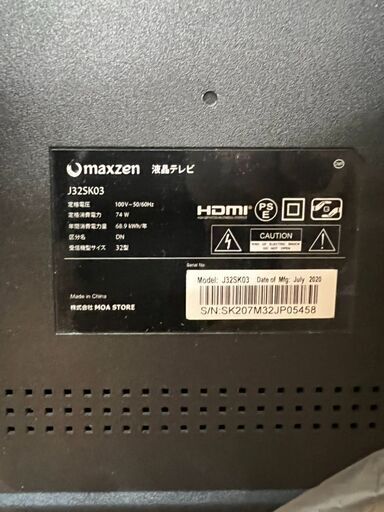 maxzen 液晶テレビ
J32SK03
定格電圧 100V～50/60Hz
定格消費電力 74 W
年間消費電力量 68.9 kWh/年
区分名 DN
受信機型サイズ 32型
HDMI
PS
E
CAUTION
RISK OF ELECTRIC SHOCK
DO NOT OPEN
Made in China
株式会社 MOA STORE
Serial No
Model: J32SK03 Date of Mfg: July 2020
S/N:SK207M32JP05458